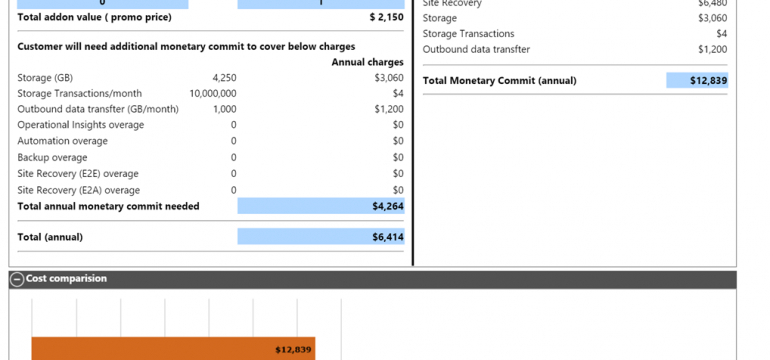 0 1
Total addon value ( promo price) $ 2,150
Customer will need additional monetary commit to cover below charges
Annual charges
Storage (GB) 4,250 $3,060
Storage Transactions/month 10,000,000 $4
Outbound data transfter (GB/month) 1,000 $1,200
Operational Insights overage 0 $0
Automation overage 0 $0
Backup overage 0 $0
Site Recovery (E2E) overage 0 $0
Site Recovery (E2A) overage 0 $0
Total annual monetary commit needed $4,264
Total (annual) $6,414
Site Recovery $6,480
Storage $3,060
Storage Transactions $4
Outbound data transfter $1,200
Total Monetary Commit (annual) $12,839
Cost comparision
$12,839